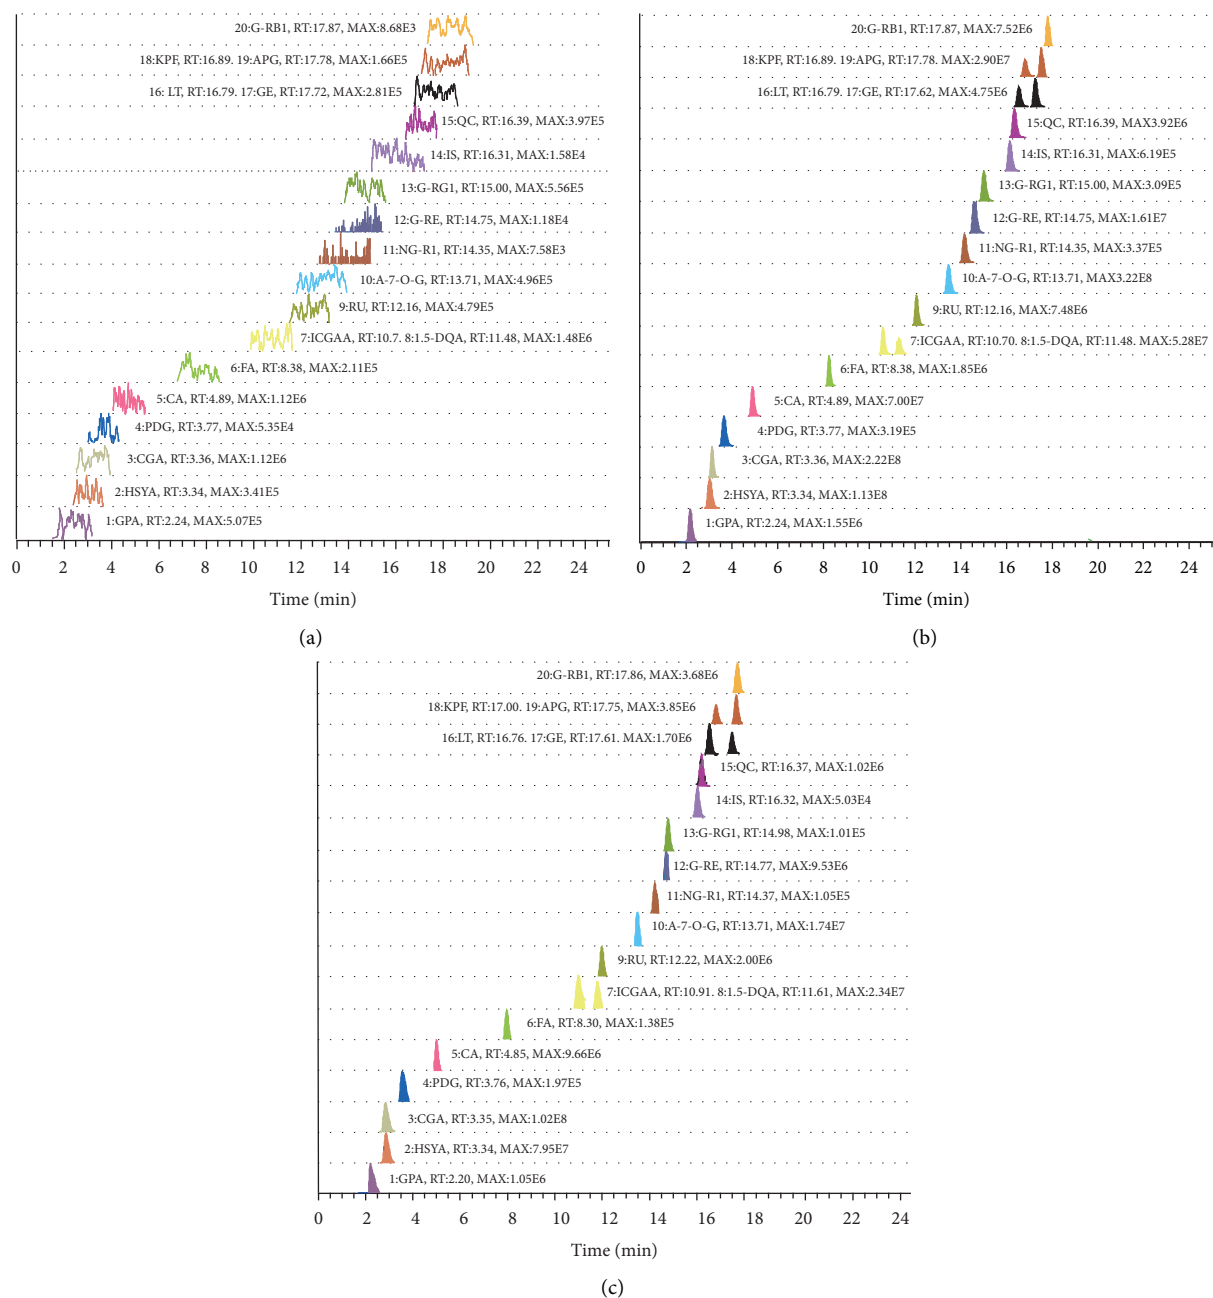 20:G-RB1, RT:17.87, MAX:8.68E3
18:KPF, RT:16.89. 19:APG, RT:17.78, MAX:1.66E5
16: LT, RT:16.79. 17:GE, RT:17.72, MAX:2.81E5
15:QC, RT:16.39, MAX:3.97E5
14:IS, RT:16.31, MAX:1.58E4
13:G-RG1, RT:15.00, MAX:5.56E5
12:G-RE, RT:14.75, MAX:1.18E4
11:NG-R1, RT:14.35, MAX:7.58E3
10:A-7-O-G, RT:13.71, MAX:4.96E5
9:RU, RT:12.16, MAX:4.79E5
7:ICGAA, RT:10.7. 8:1.5-DQA, RT:11.48, MAX:1.48E6
6:FA, RT:8.38, MAX:2.11E5
5:CA, RT:4.89, MAX:1.12E6
4:PDG, RT:3.77, MAX:5.35E4
3:CGA, RT:3.36, MAX:1.12E6
2:HSYA, RT:3.34, MAX:3.41E5
1:GPA, RT:2.24, MAX:5.07E5
0 2 4 6 8 10 12 14 16 18 20 22 24
Time (min)
(a)
20:G-RB1, RT:17.87, MAX:7.52E6
18:KPF, RT:16.89. 19:APG, RT:17.78. MAX:2.90E7
16:LT, RT:16.79. 17:GE, RT:17.62, MAX:4.75E6
15:QC, RT:16.39, MAX3.92E6
14:IS, RT:16.31, MAX:6.19E5
13:G-RG1, RT:15.00, MAX:3.09E5
12:G-RE, RT:14.75, MAX:1.61E7
11:NG-R1, RT:14.35, MAX:3.37E5
10:A-7-O-G, RT:13.71, MAX3.22E8
9:RU, RT:12.16, MAX:7.48E6
7:ICGAA, RT:10.70. 8:1.5-DQA, RT:11.48. MAX:5.28E7
6:FA, RT:8.38, MAX:1.85E6
5:CA, RT:4.89, MAX:7.00E7
4:PDG, RT:3.77, MAX:3.19E5
3:CGA, RT:3.36, MAX:2.22E8
2:HSYA, RT:3.34, MAX:1.13E8
1:GPA, RT:2.24, MAX:1.55E6
0 2 4 6 8 10 12 14 16 18 20 22 24
Time (min)
(b)
20:G-RB1, RT:17.86, MAX:3.68E6
18:KPF, RT:17.00. 19:APG, RT:17.75, MAX:3.85E6
16:LT, RT:16.76. 17:GE, RT:17.61. MAX:1.70E6
15:QC, RT:16.37, MAX:1.02E6
14:IS, RT:16.32, MAX:5.03E4
13:G-RG1, RT:14.98, MAX:1.01E5
12:G-RE, RT:14.77, MAX:9.53E6
11:NG-R1, RT:14.37, MAX:1.05E5
10:A-7-O-G, RT:13.71, MAX:1.74E7
9:RU, RT:12.22, MAX:2.00E6
7:ICGAA, RT:10.91. 8:1.5-DQA, RT:11.61, MAX:2.34E7
6:FA, RT:8.30, MAX:1.38E5
5:CA, RT:4.85, MAX:9.66E6
4:PDG, RT:3.76, MAX:1.97E5
3:CGA, RT:3.35, MAX:1.02E8
2:HSYA, RT:3.34, MAX:7.95E7
1:GPA, RT:2.20, MAX:1.05E6
0 2 4 6 8 10 12 14 16 18 20 22 24
Time (min)
(c)